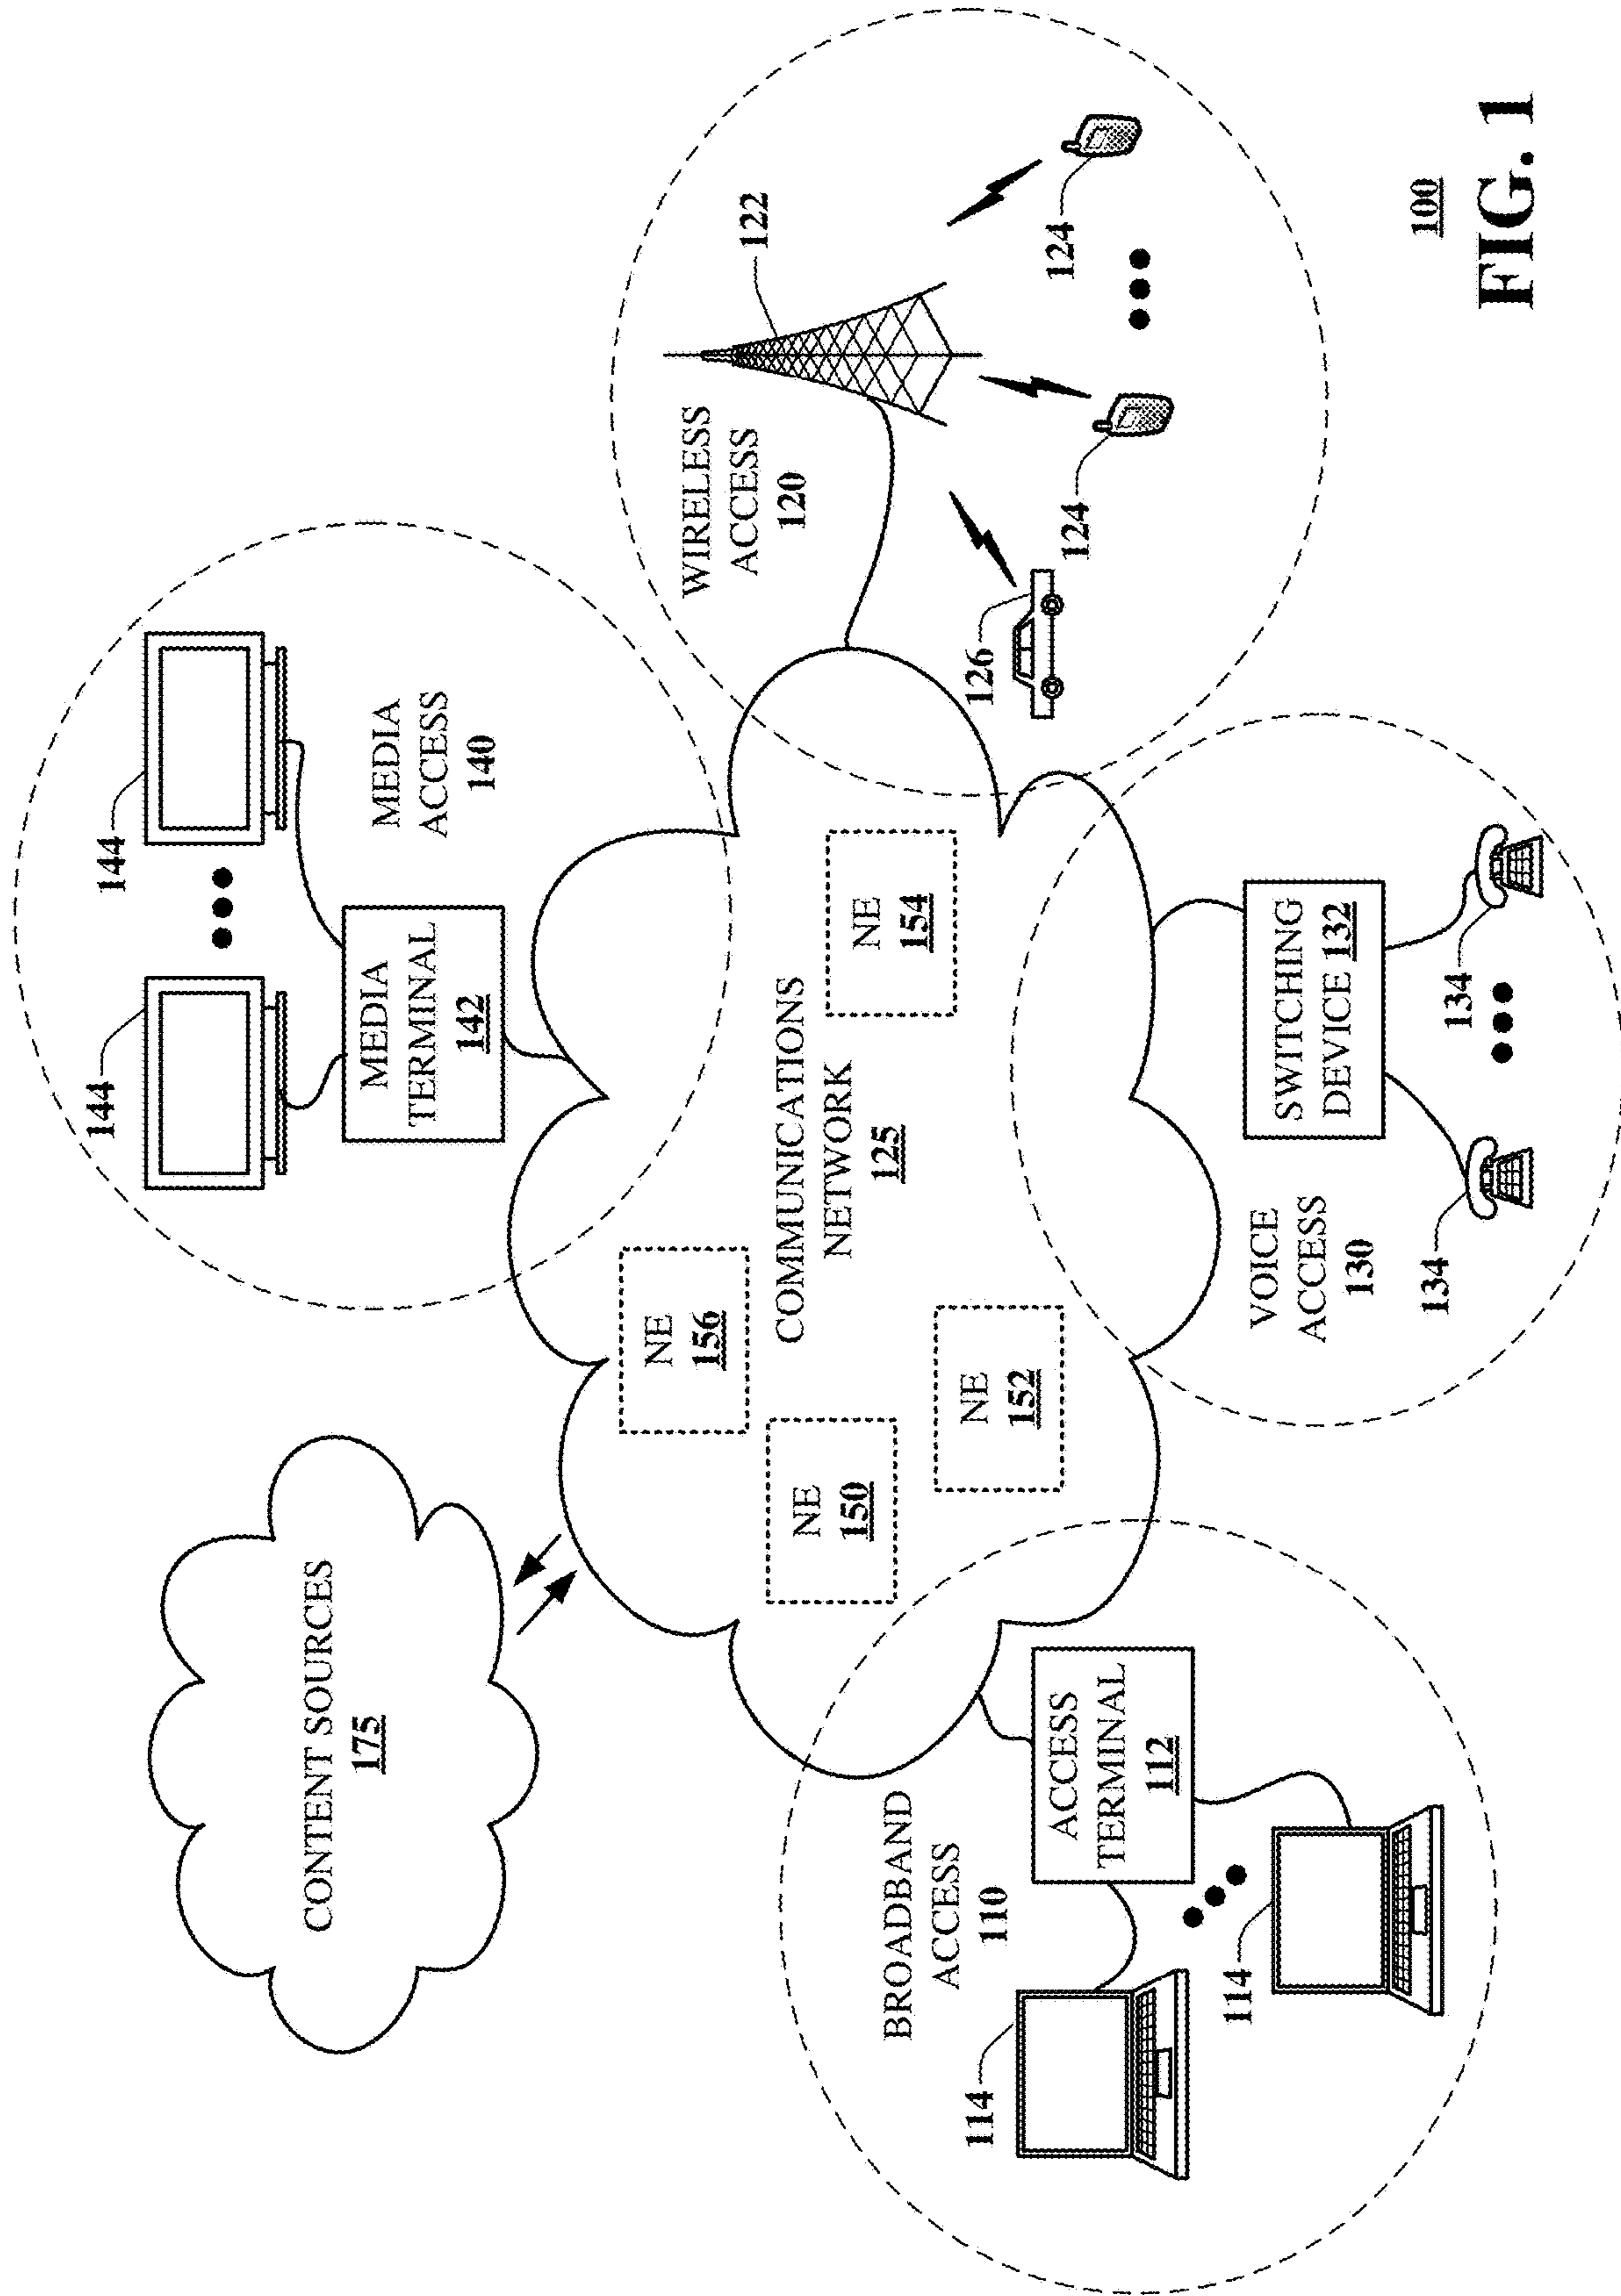 CONTENT SOURCES
175
144
144
MEDIA
TERMINAL
142
MEDIA
ACCESS
140
WIRELESS
ACCESS
120
122
124
124
126
NE
156
NE
150
NE
152
NE
154
COMMUNICATIONS
NETWORK
125
BROADBAND
ACCESS
110
ACCESS
TERMINAL
112
114
114
VOICE
ACCESS
130
SWITCHING
DEVICE 132
134
134
100
FIG. 1